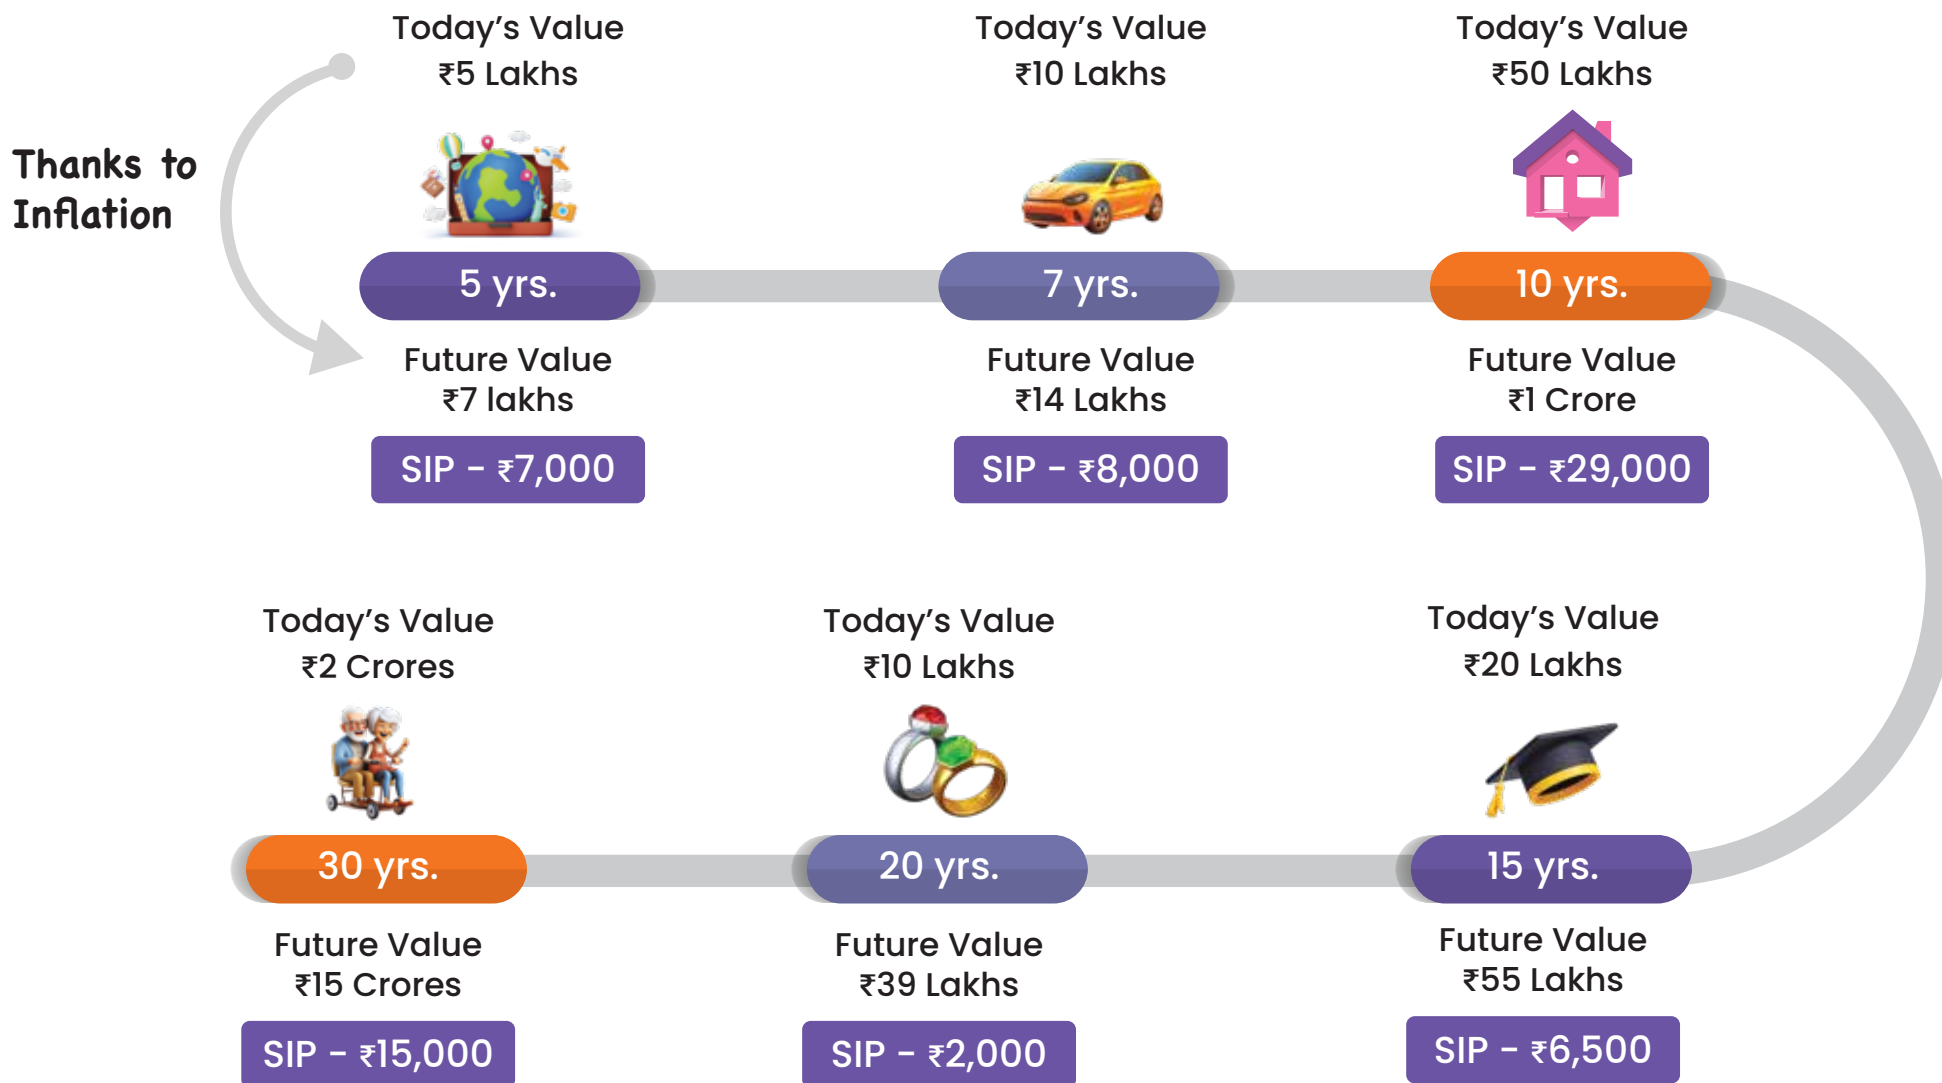 Thanks to
Inflation
Today's Value
₹5 Lakhs
5 yrs.
Future Value
₹7 lakhs
SIP - ₹7,000
Today's Value
₹10 Lakhs
7 yrs.
Future Value
₹14 Lakhs
SIP - ₹8,000
Today's Value
₹50 Lakhs
10 yrs.
Future Value
₹1 Crore
SIP - ₹29,000
Today's Value
₹20 Lakhs
15 yrs.
Future Value
₹55 Lakhs
SIP - ₹6,500
Today's Value
₹10 Lakhs
20 yrs.
Future Value
₹39 Lakhs
SIP - ₹2,000
Today's Value
₹2 Crores
30 yrs.
Future Value
₹15 Crores
SIP - ₹15,000